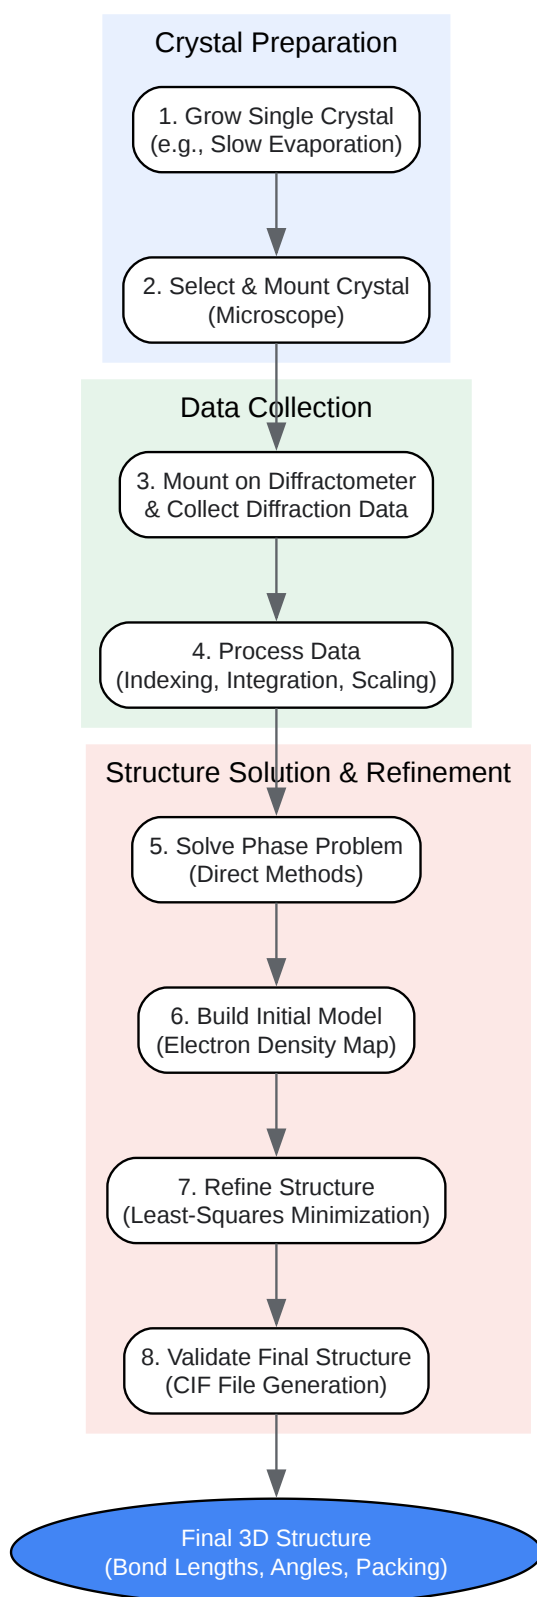 Crystal Preparation
1. Grow Single Crystal
(e.g., Slow Evaporation)
2. Select & Mount Crystal
(Microscope)
Data Collection
3. Mount on Diffractometer
& Collect Diffraction Data
4. Process Data
(Indexing, Integration, Scaling)
Structure Solution & Refinement
5. Solve Phase Problem
(Direct Methods)
6. Build Initial Model
(Electron Density Map)
7. Refine Structure
(Least-Squares Minimization)
8. Validate Final Structure
(CIF File Generation)
Final 3D Structure
(Bond Lengths, Angles, Packing)